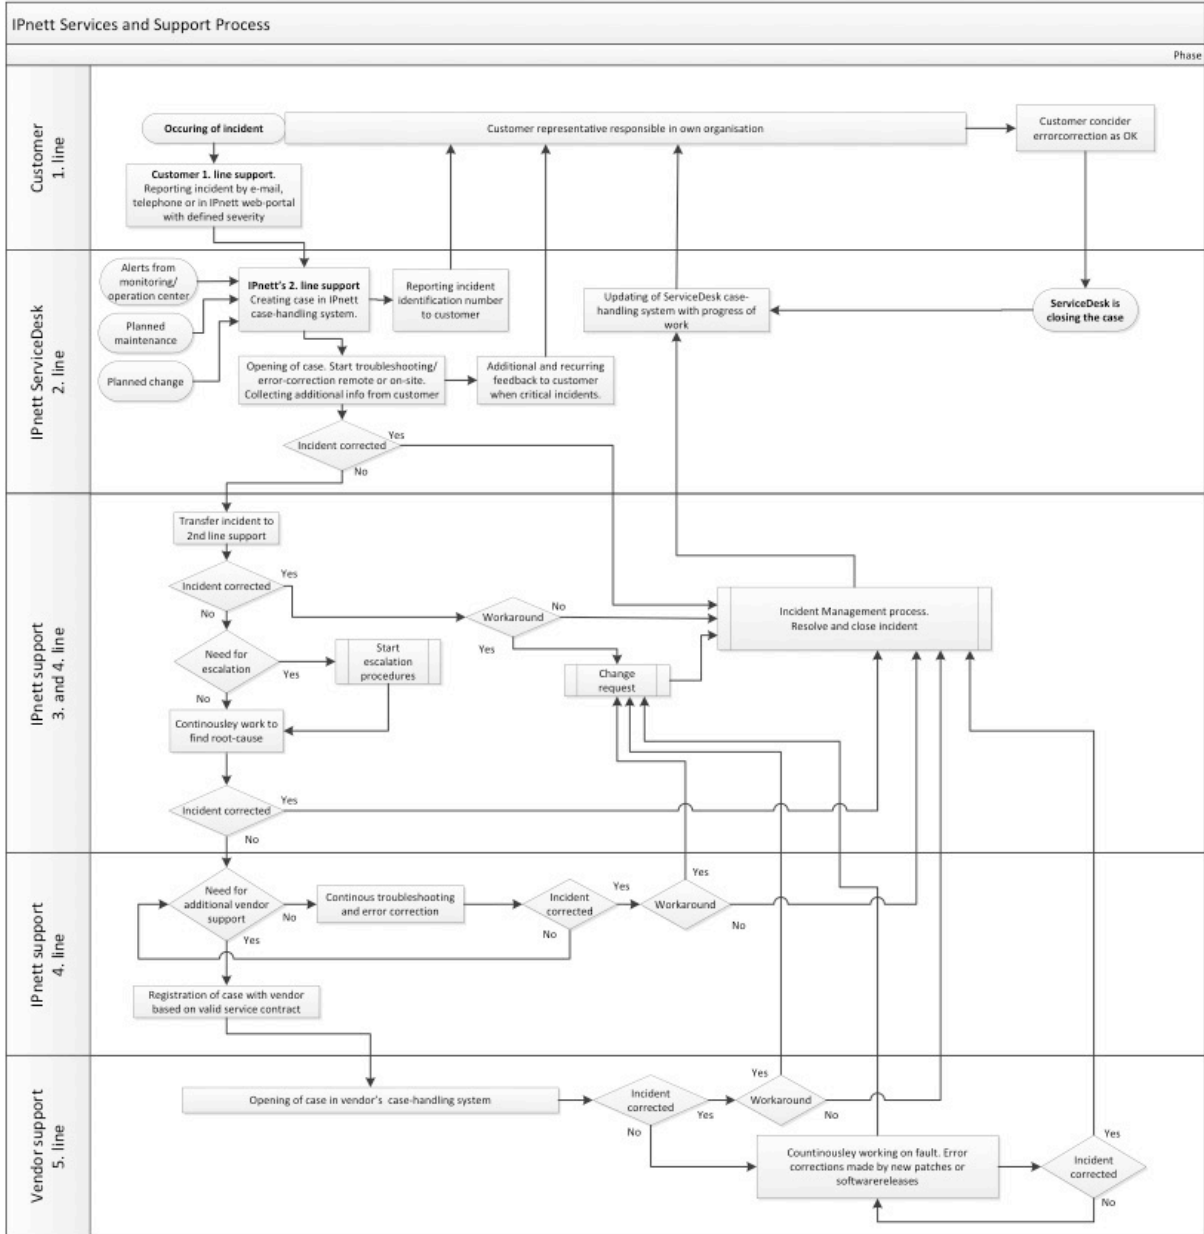 IPnett Services and Support Process
Phase
Customer
1. line
Occuring of incident
Customer representative responsible in own organisation
Customer concider
errorcorrection as OK
Customer 1. line support.
Reporting incident by e-mail,
telephone or in IPnett web-portal
with defined severity
IPnett ServiceDesk
2. line
Alerts from
monitoring/
operation center
Planned
maintenance
Planned change
IPnett's 2. line support
Creating case in IPnett
case-handling system.
Reporting incident
identification number
to customer
Updating of ServiceDesk case-
handling system with progress of
work
ServiceDesk is
closing the case
Opening of case. Start troubleshooting/
error-correction remote or on-site.
Collecting additional info from customer
Additional and recurring
feedback to customer
when critical incidents.
Incident corrected
Yes
No
IPnett support
3. and 4. line
Transfer incident to
2nd line support
Incident corrected
Yes
No
Workaround
No
Yes
Incident Management process.
Resolve and close incident
Need for
escalation
Yes
No
Start
escalation
procedures
Change
request
Continousley work to
find root-cause
Incident corrected
Yes
No
IPnett support
4. line
Need for
additional vendor
support
No
Yes
Continous troubleshooting
and error correction
Incident
corrected
Yes
No
Workaround
Yes
No
Registration of case with vendor
based on valid service contract
Vendor support
5. line
Opening of case in vendor's case-handling system
Incident
corrected
Yes
No
Workaround
Yes
No
Countinousley working on fault. Error
corrections made by new patches or
softwarereleases
Incident
corrected
Yes
No